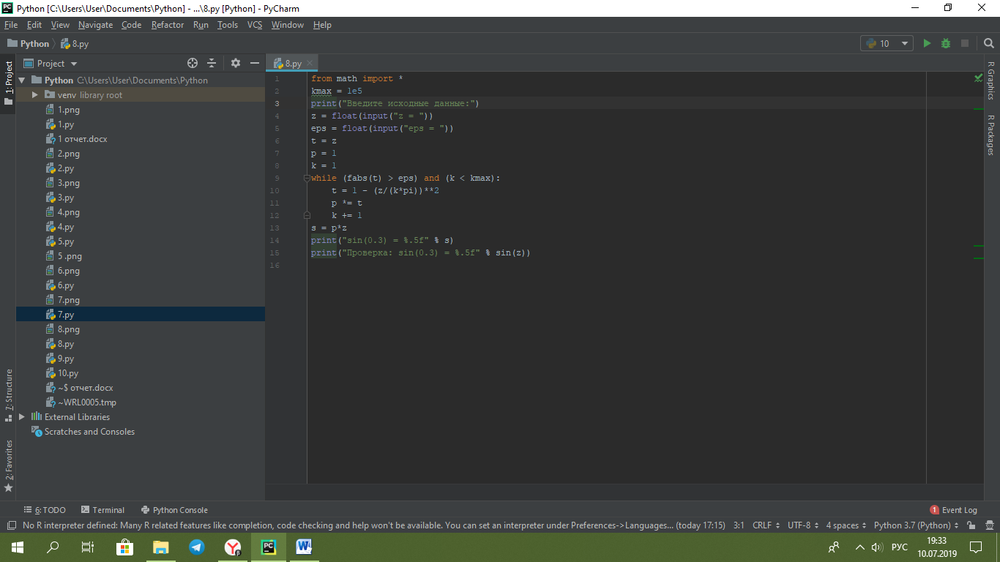 Python [C:\Users\User\Documents\Python] - ...\8.py [Python] - PyCharm
File Edit View Navigate Code Refactor Run Tools VCS Window Help
Python 8.py
10
Project
8.py
1: Project
Python C:\Users\User\Documents\Python
venv library root
1.png
1.py
1 отчет.docx
2.png
2.py
3.png
3.py
4.png
4.py
5.py
5 .png
6.png
6.py
7.png
7.py
8.png
8.py
9.py
10.py
~$ отчет.docx
~WRL0005.tmp
External Libraries
Scratches and Consoles
7: Structure
2: Favorites
1 from math import *
2 kmax = 1e5
3 print("Введите исходные данные:")
4 z = float(input("z = "))
5 eps = float(input("eps = "))
6 t = z
7 p = 1
8 k = 1
9 while (fabs(t) > eps) and (k < kmax):
10     t = 1 - (z/(k*pi))**2
11     p *= t
12     k += 1
13 s = p*z
14 print("sin(0.3) = %.5f" % s)
15 print("Проверка: sin(0.3) = %.5f" % sin(z))
16
R Graphics
R Packages
6: TODO Terminal Python Console 1 Event Log
No R interpreter defined: Many R related features like completion, code checking and help won't be available. You can set an interpreter under Preferences->Languages... (today 17:15) 3:1 CRLF UTF-8 4 spaces Python 3.7 (Python)
PC
W
β
РУС
19:33
10.07.2019